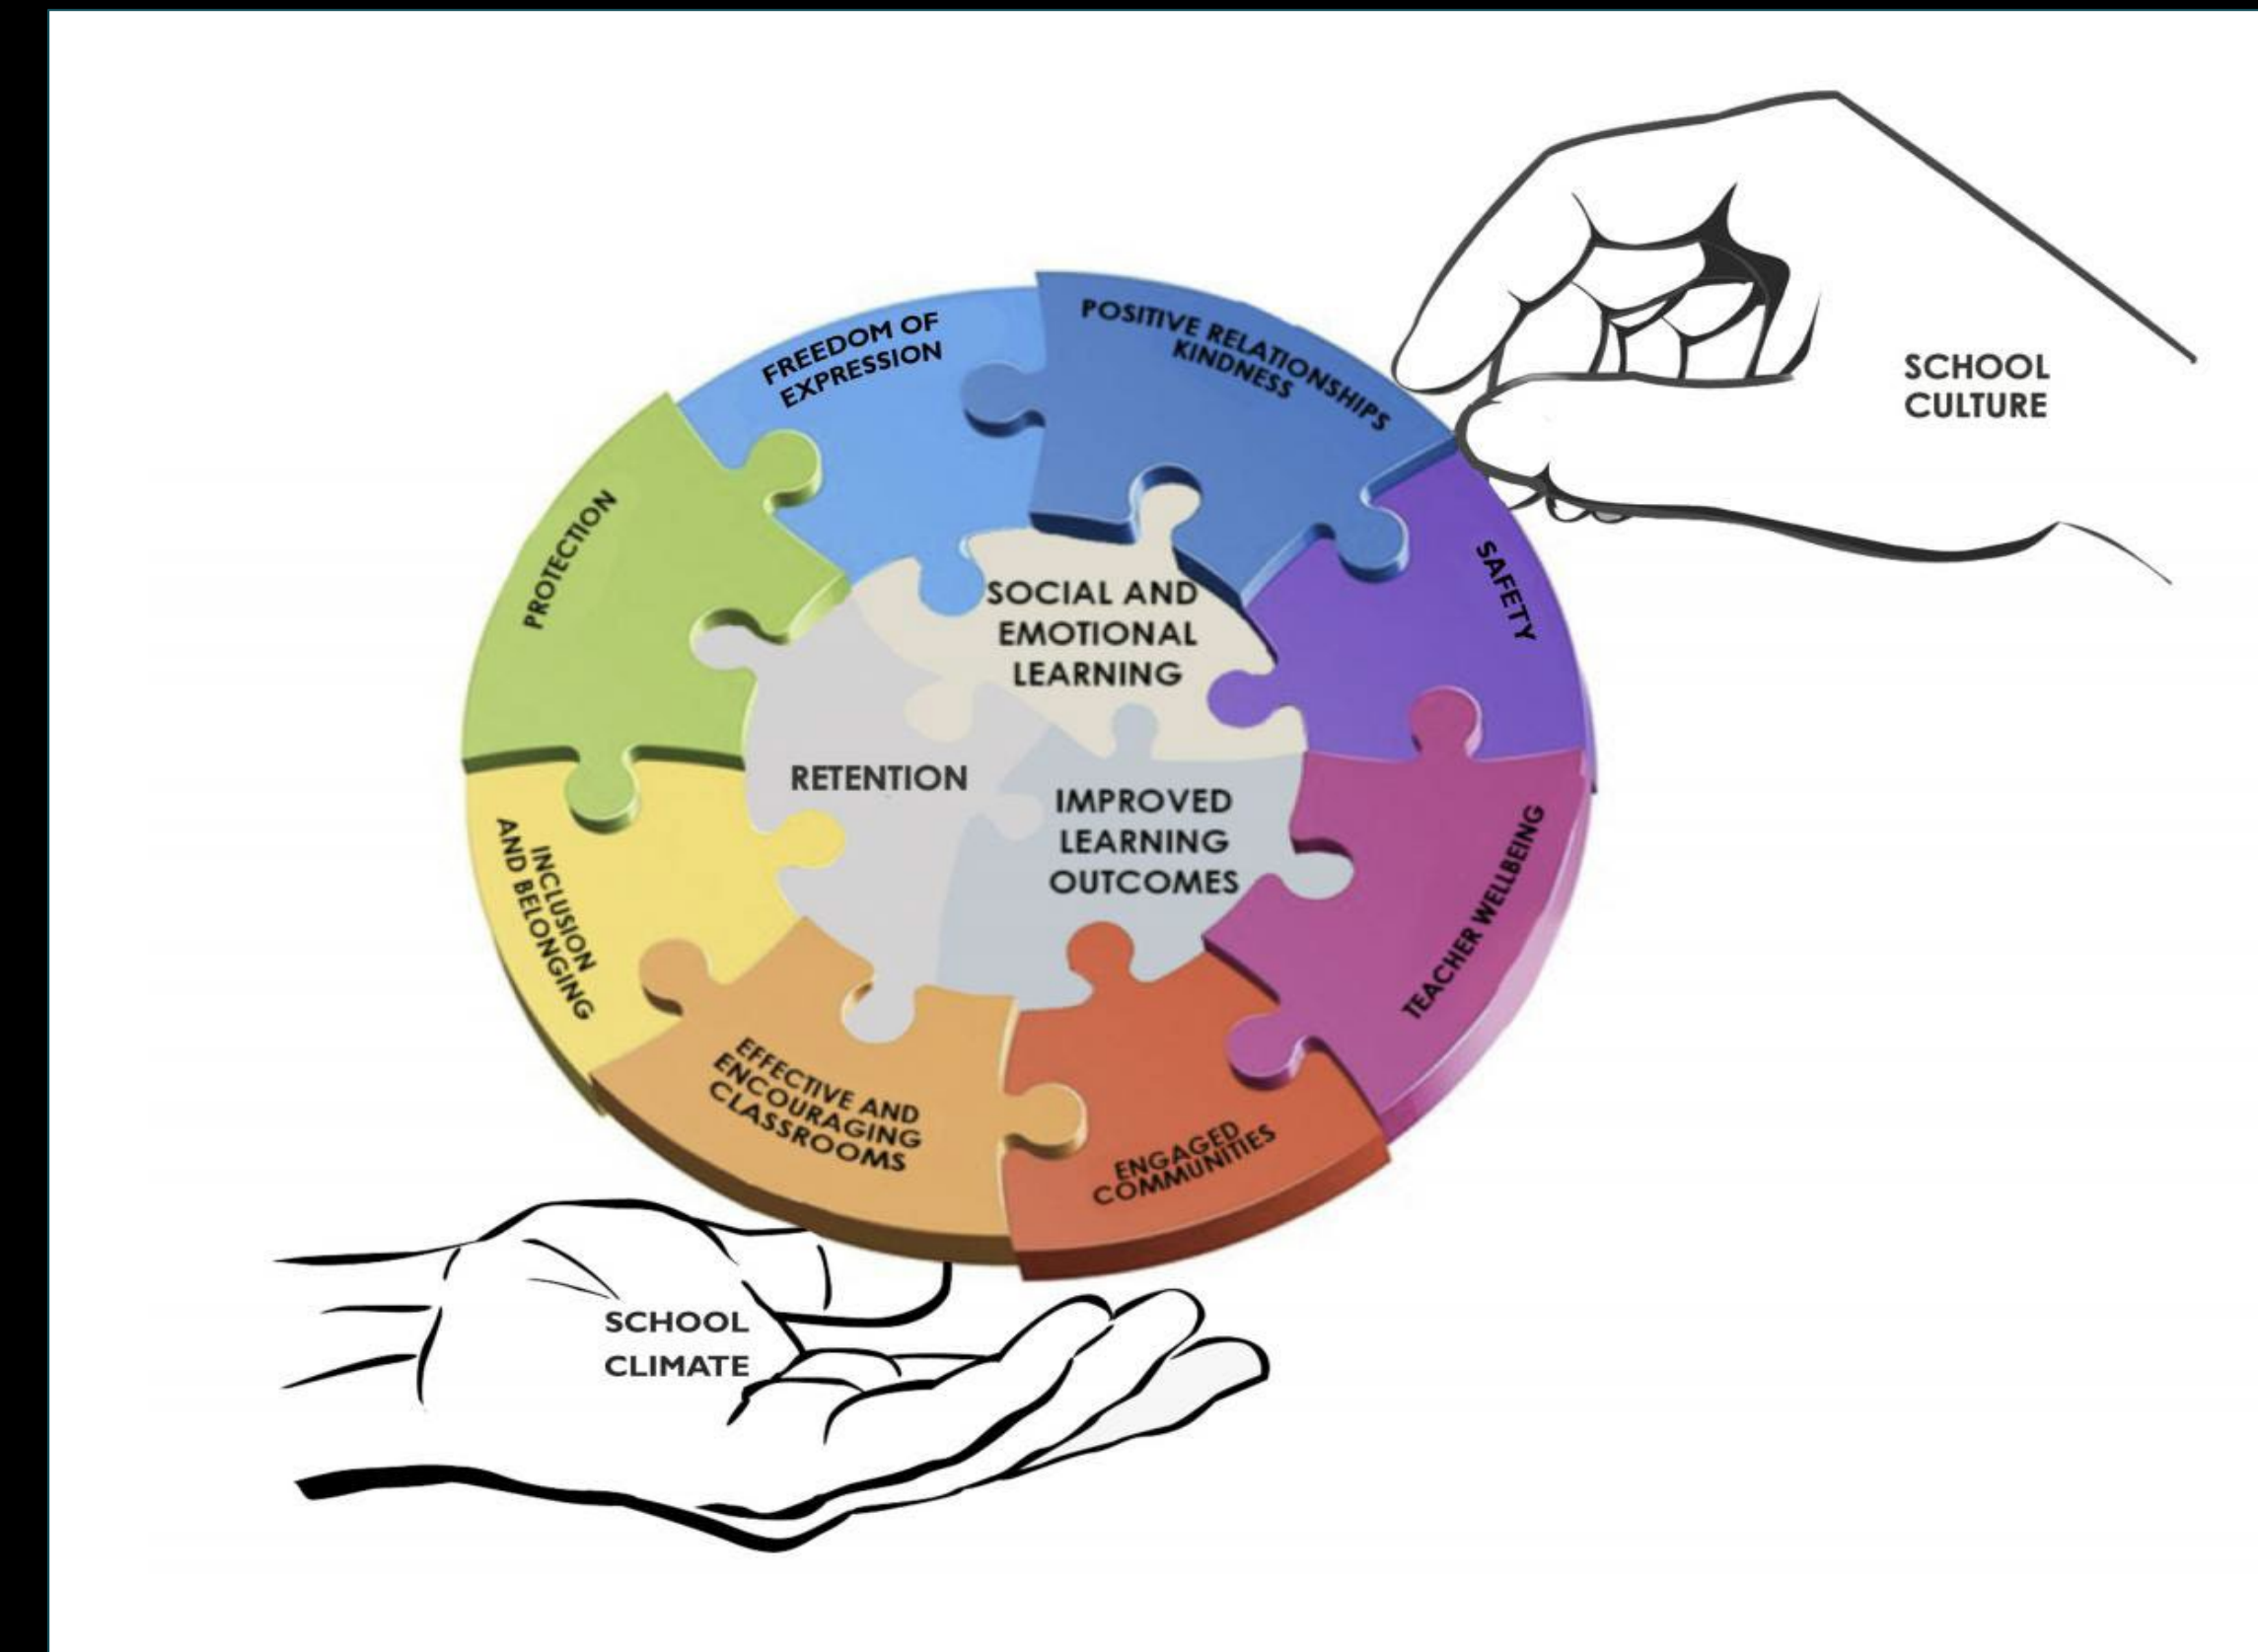 FREEDOM OF
EXPRESSION
POSITIVE RELATIONSHIPS
KINDNESS
SCHOOL
CULTURE
PROTECTION
SAFETY
SOCIAL AND
EMOTIONAL
LEARNING
RETENTION
IMPROVED
LEARNING
OUTCOMES
INCLUSION
AND BELONGING
TEACHER WELLBEING
EFFECTIVE AND
ENCOURAGING
CLASSROOMS
ENGAGED
COMMUNITIES
SCHOOL
CLIMATE